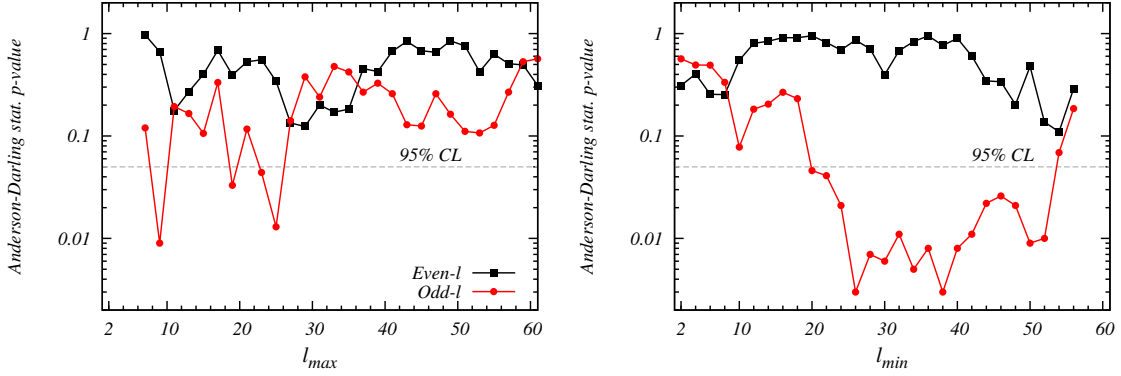 Anderson-Darling stat. p-value
1
0.1
0.01
95% CL
Even-l
Odd-l
2 10 20 30 40 50 60
l_max
Anderson-Darling stat. p-value
1
0.1
0.01
95% CL
2 10 20 30 40 50 60
l_min